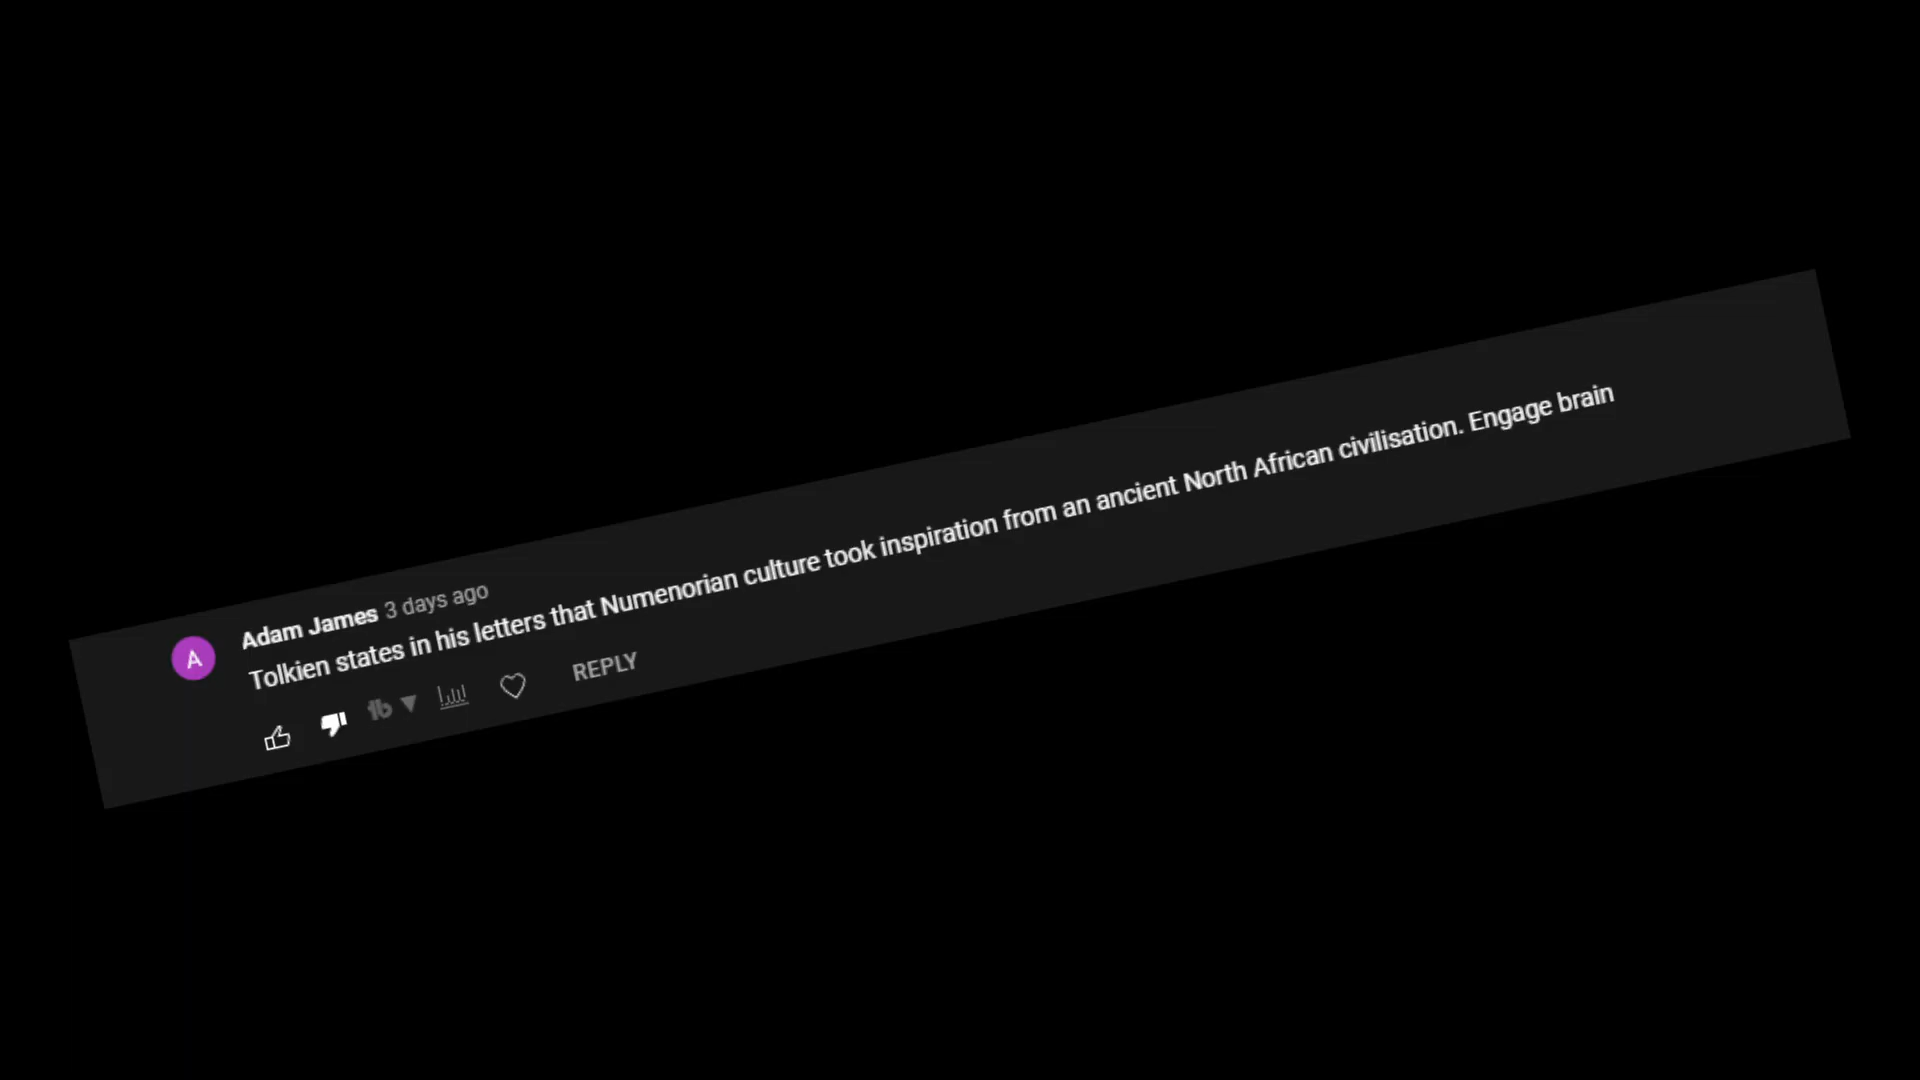 Adam James 3 days ago
Tolkien states in his letters that Numenorian culture took inspiration from an ancient North African civilisation. Engage brain
REPLY
A